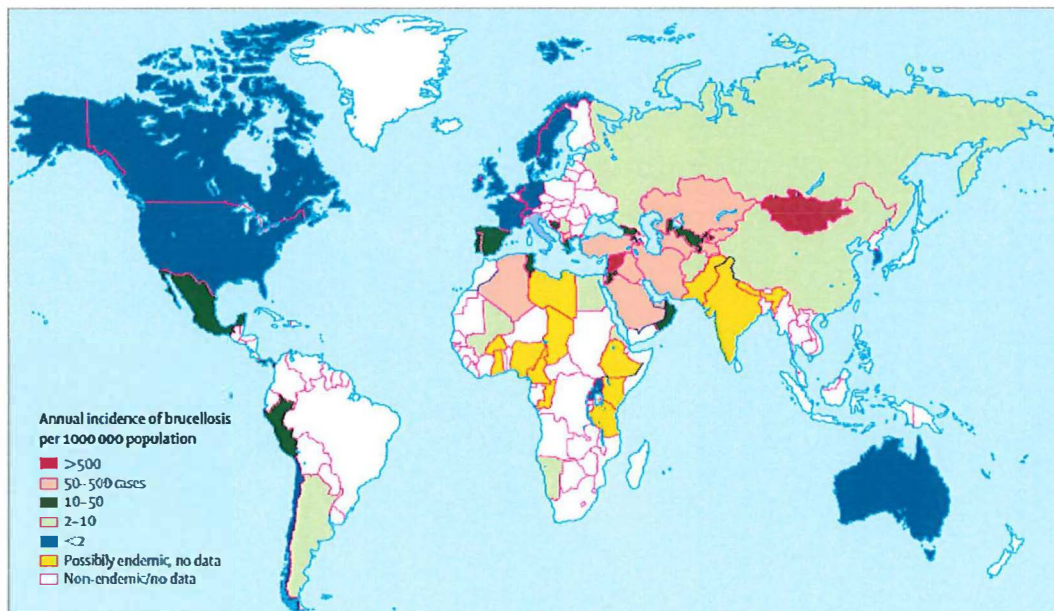 Annual incidence of brucellosis
per 1000 000 population
>500
50–500 cases
10–50
2–10
<2
Possibily endemic, no data
Non-endemic/no data